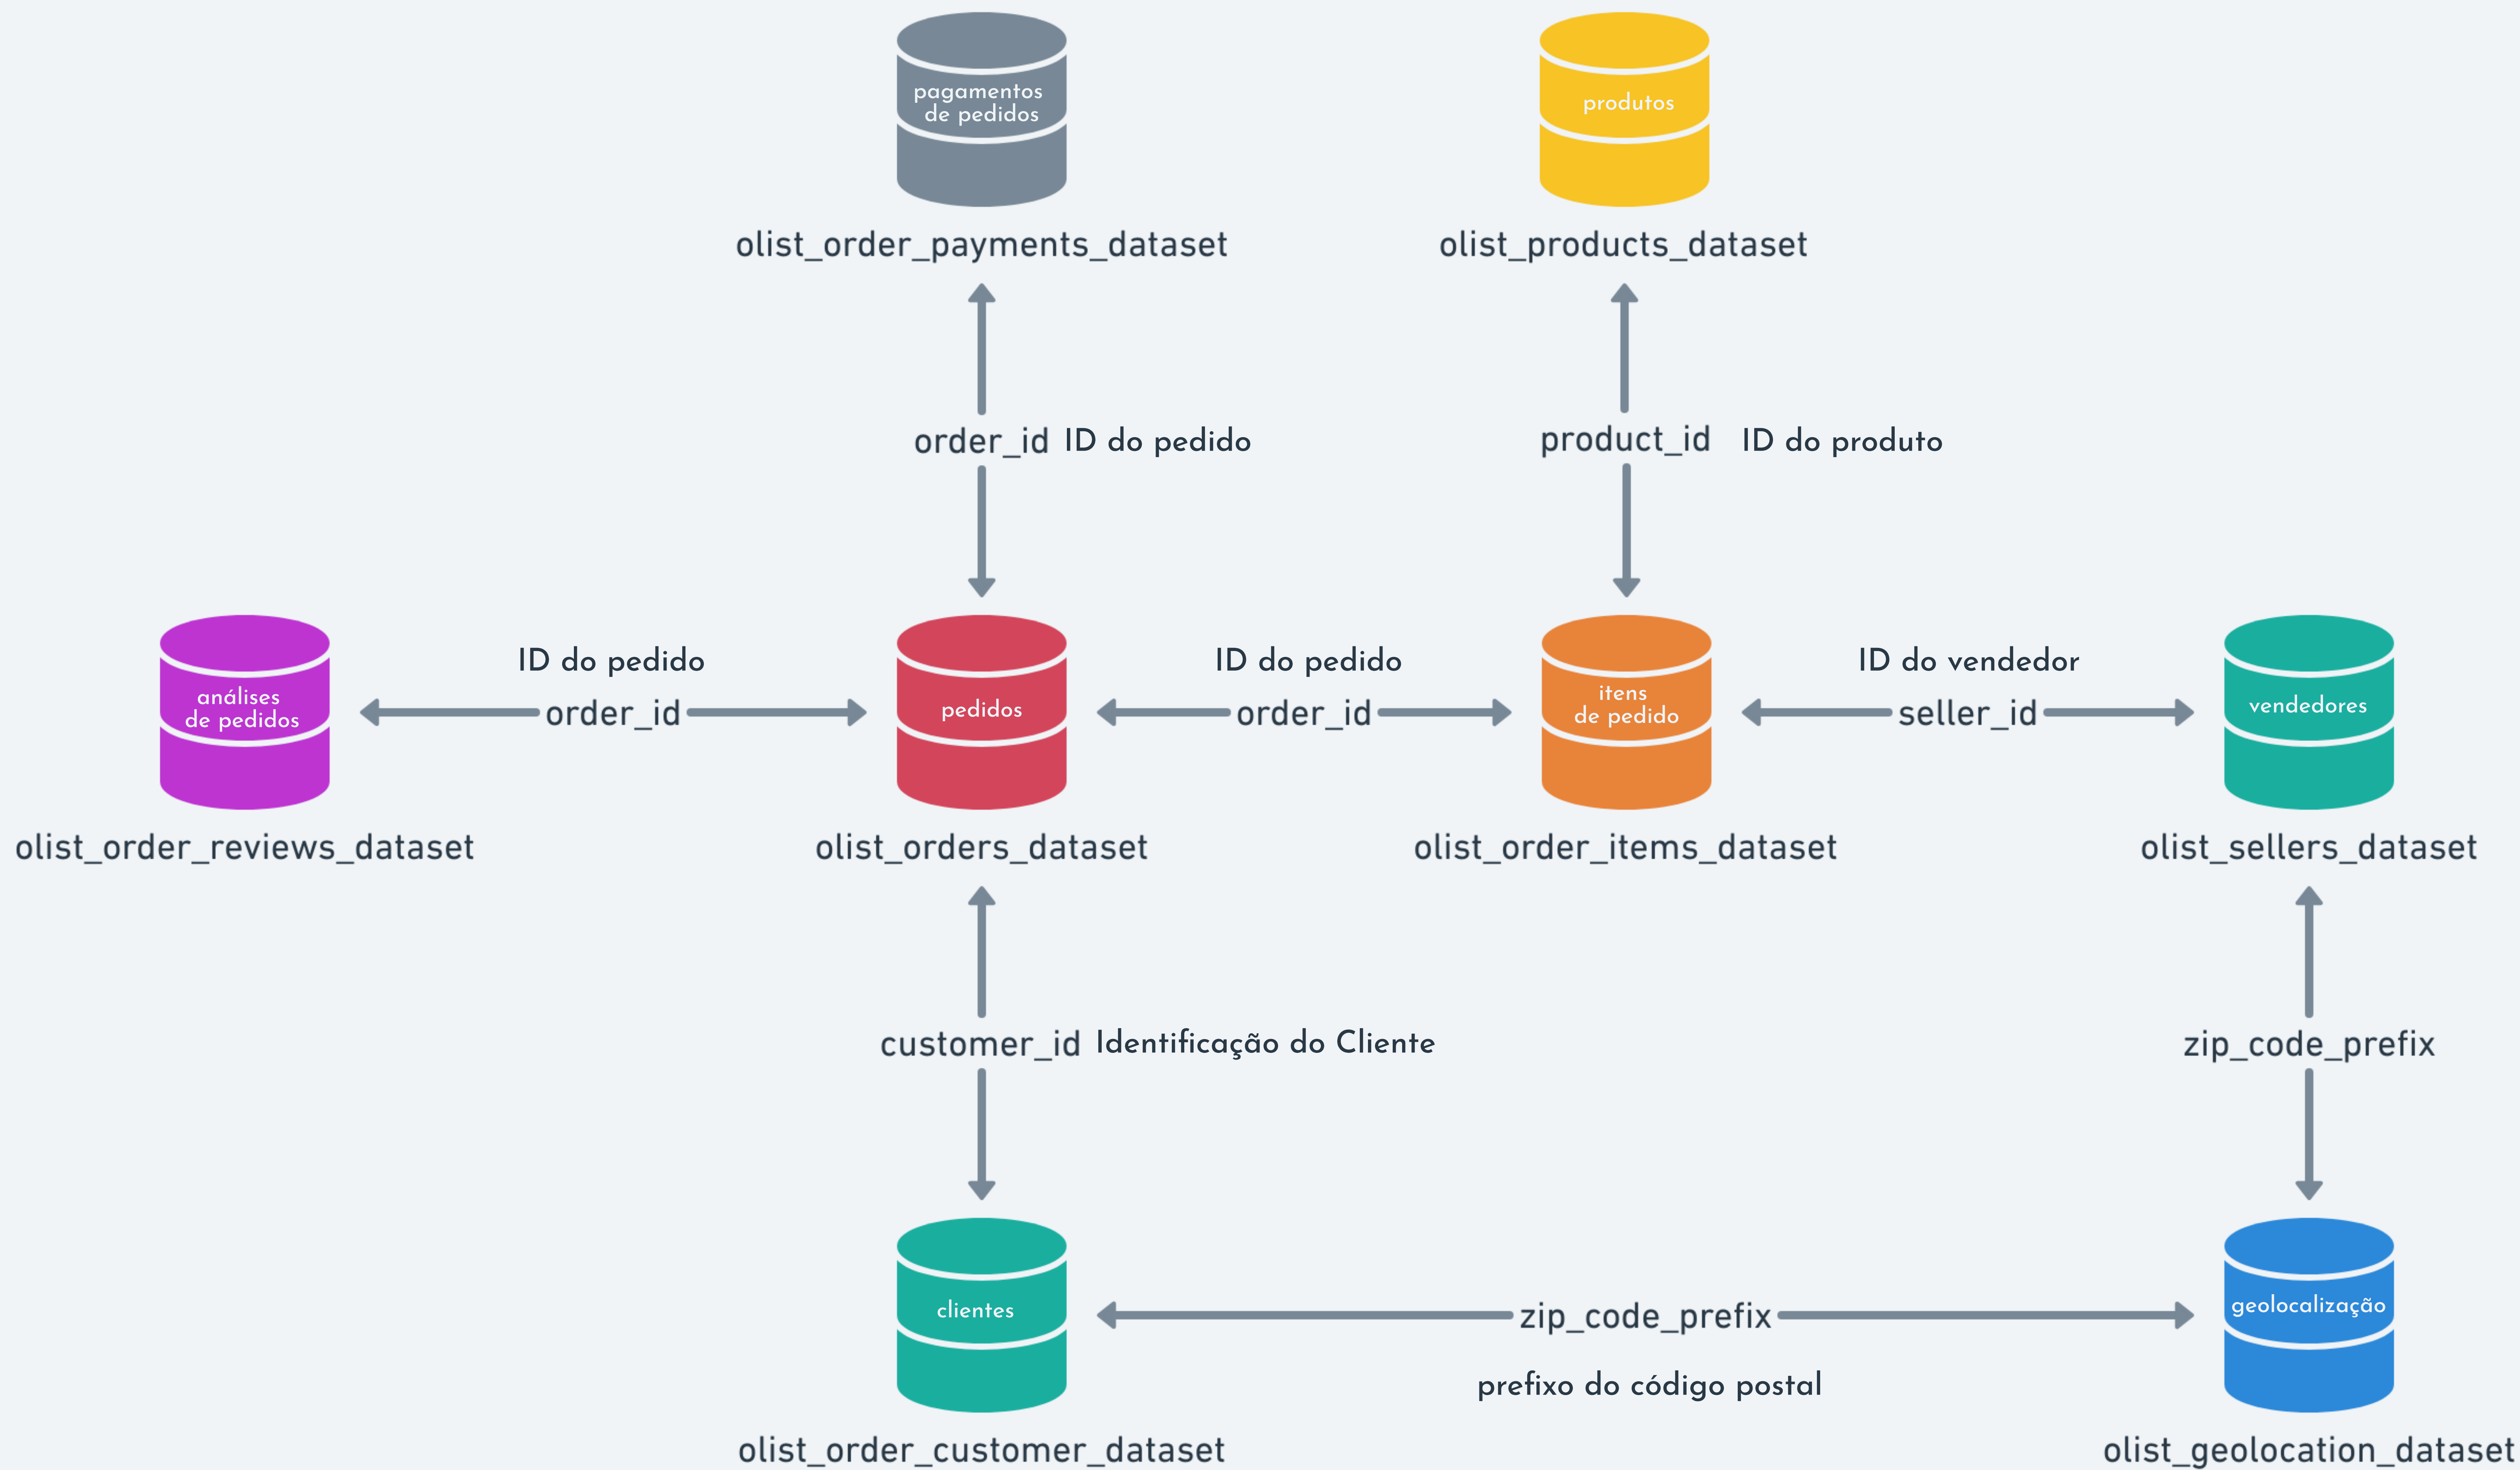 pagamentos
de pedidos
produtos
olist_order_payments_dataset
olist_products_dataset
order_id ID do pedido
product_id ID do produto
ID do pedido
ID do pedido
ID do vendedor
análises
de pedidos
order_id
pedidos
order_id
itens
de pedido
seller_id
vendedores
olist_order_reviews_dataset
olist_orders_dataset
olist_order_items_dataset
olist_sellers_dataset
customer_id Identificação do Cliente
zip_code_prefix
clientes
zip_code_prefix
geolocalização
prefixo do código postal
olist_order_customer_dataset
olist_geolocation_dataset